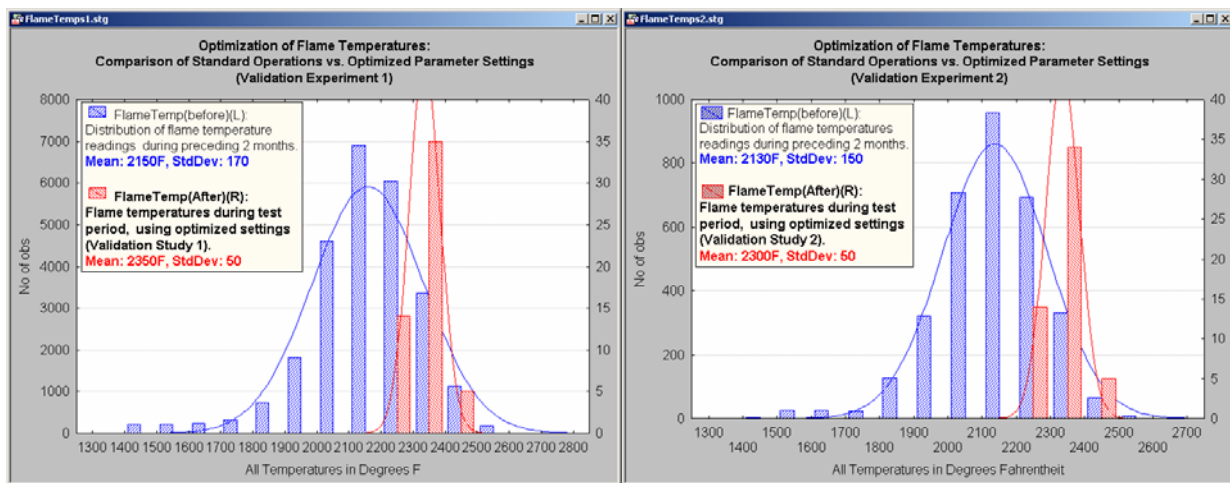 FlameTemps1.stg
Optimization of Flame Temperatures:
Comparison of Standard Operations vs. Optimized Parameter Settings
(Validation Experiment 1)
FlameTemp(before)(L):
Distribution of flame temperature
readings during preceding 2 months.
Mean: 2150F, StdDev: 170
FlameTemp(After)(R):
Flame temperatures during test
period, using optimized settings
(Validation Study 1).
Mean: 2350F, StdDev: 50
No of obs
8000
7000
6000
5000
4000
3000
2000
1000
0
40
35
30
25
20
15
10
5
0
1300 1400 1500 1600 1700 1800 1900 2000 2100 2200 2300 2400 2500 2600 2700 2800
All Temperatures in Degrees F
FlameTemps2.stg
Optimization of Flame Temperatures:
Comparison of Standard Operations vs. Optimized Parameter Settings
(Validation Experiment 2)
FlameTemp(before)(L):
Distribution of flame temperatures
readings during preceding 2 months.
Mean: 2130F, StdDev: 150
FlameTemp(After)(R):
Flame temperatures during test
period, using optimized settings
(Validation Study 2).
Mean: 2300F, StdDev: 50
No of obs
1000
800
600
400
200
0
40
35
30
25
20
15
10
5
0
1300 1400 1500 1600 1700 1800 1900 2000 2100 2200 2300 2400 2500 2600 2700
All Temperatures in Degrees Fahrentheit